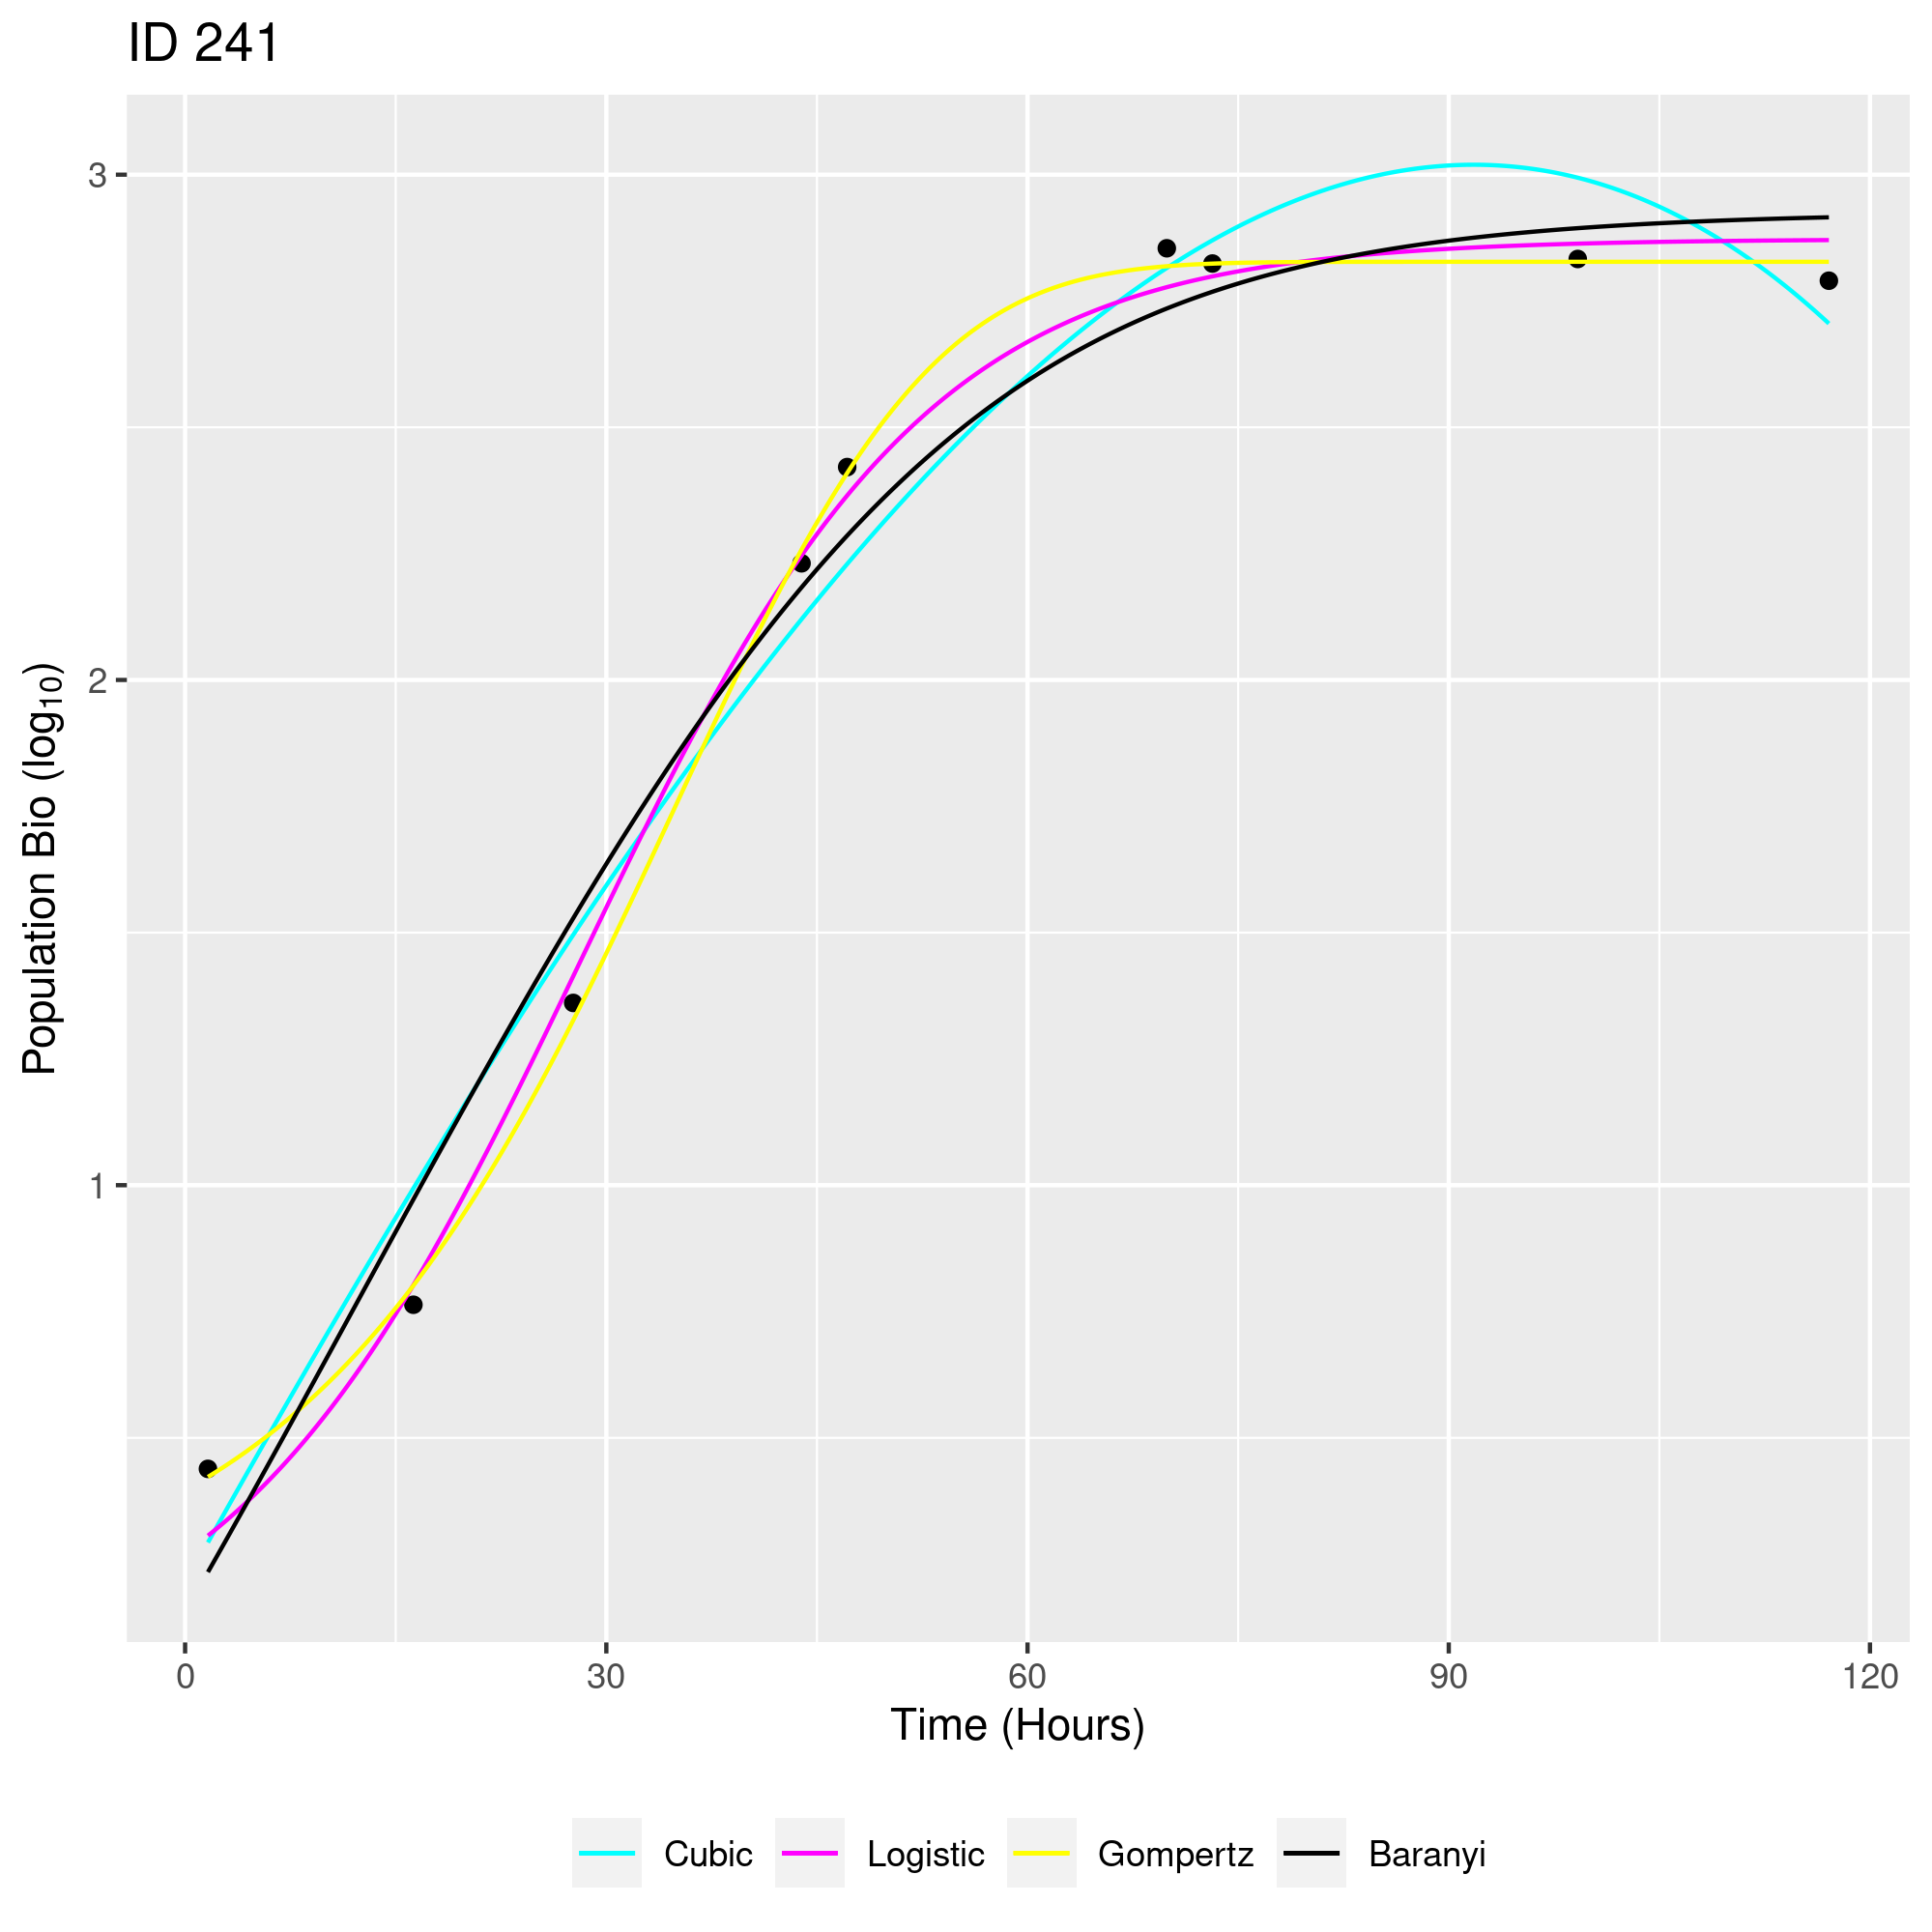 ID 241
3
2
1
Population Bio (log₁₀)
0 30 60 90 120
Time (Hours)
Cubic Logistic Gompertz Baranyi